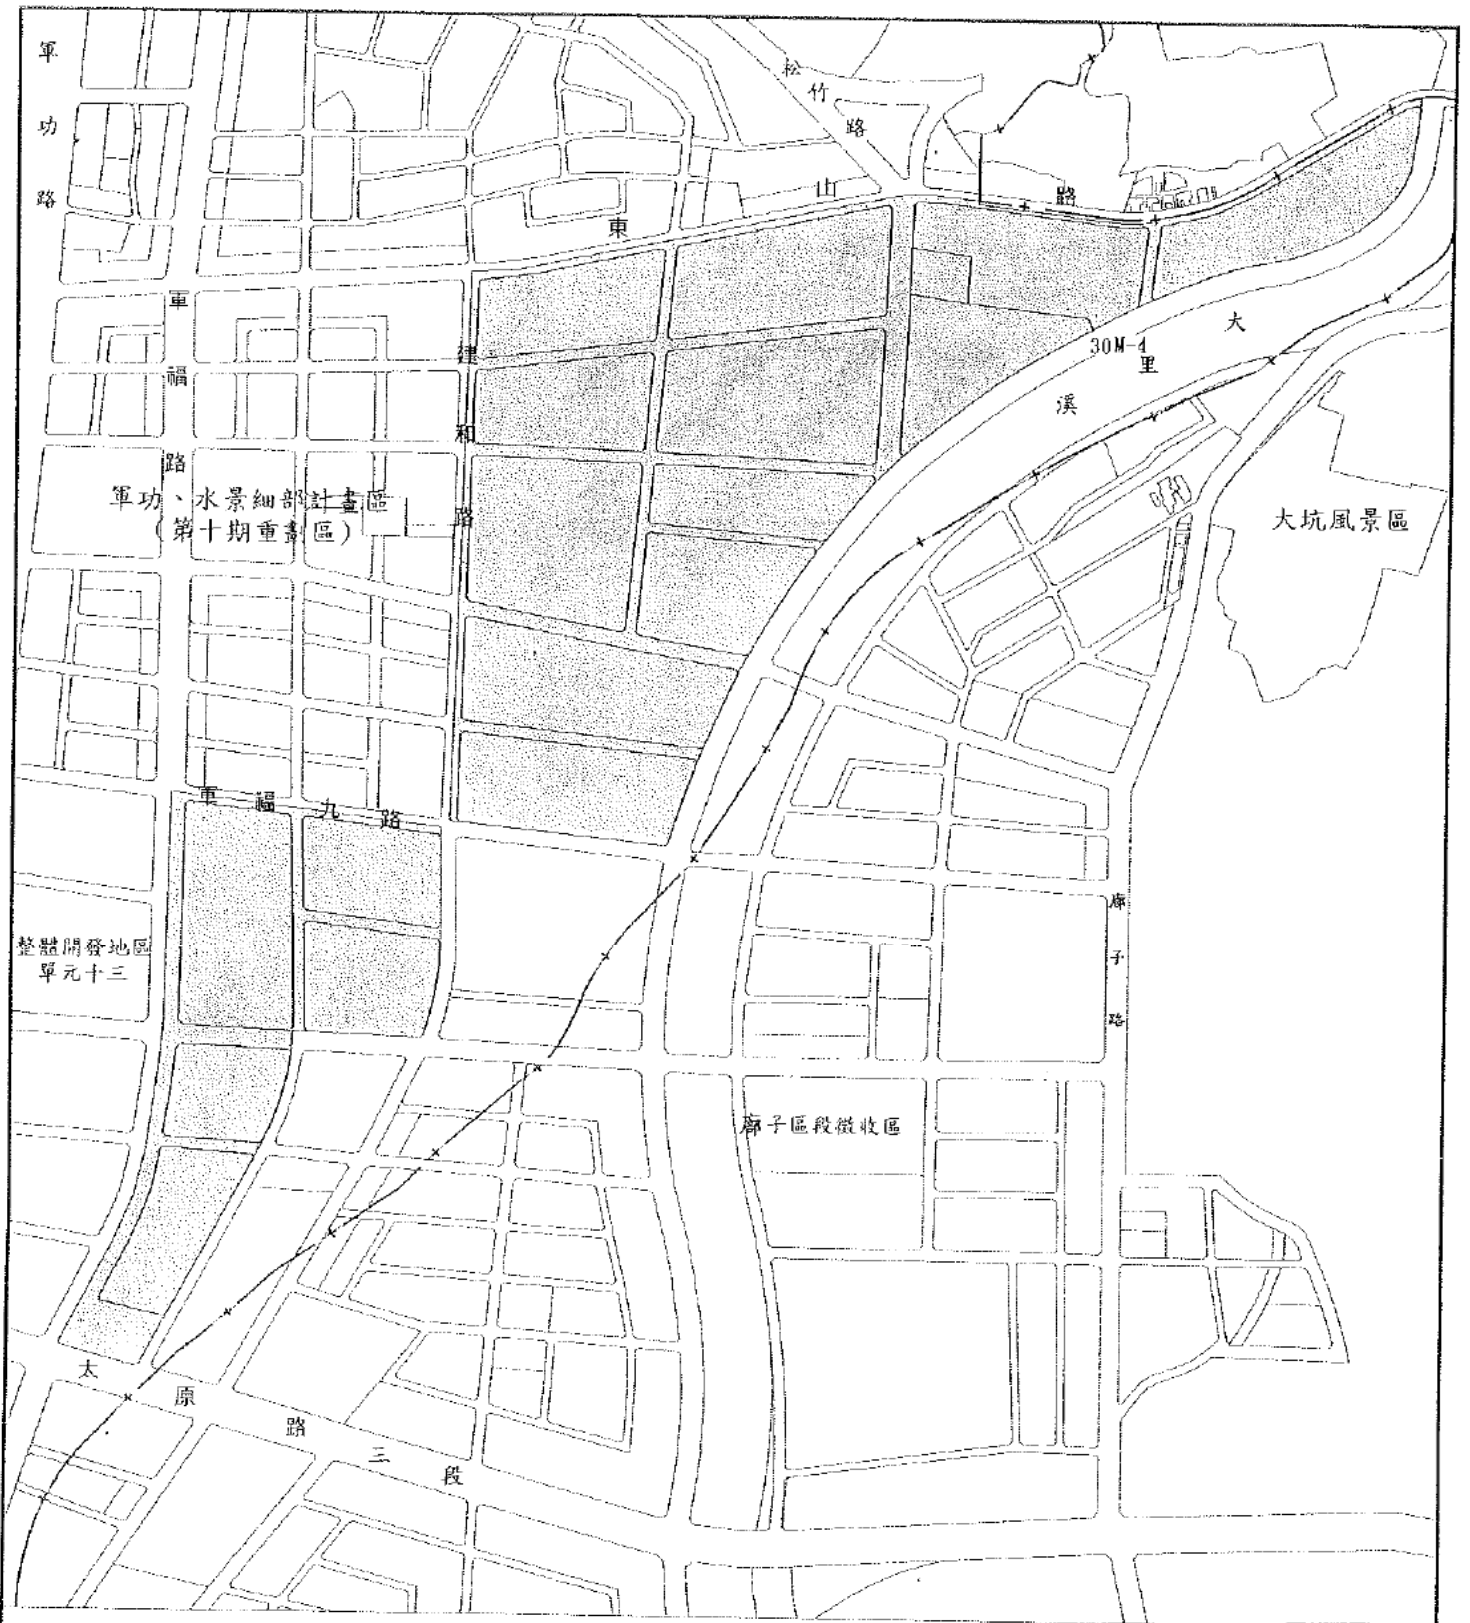 軍功路
松竹路
東山路
軍福路
建和路
大里溪
30M-4
軍功、水景細部計畫區
(第十期重劃區)
大坑風景區
軍福九路
整體開發地區
單元十三
廍子路
廍子區段徵收區
太原路三段